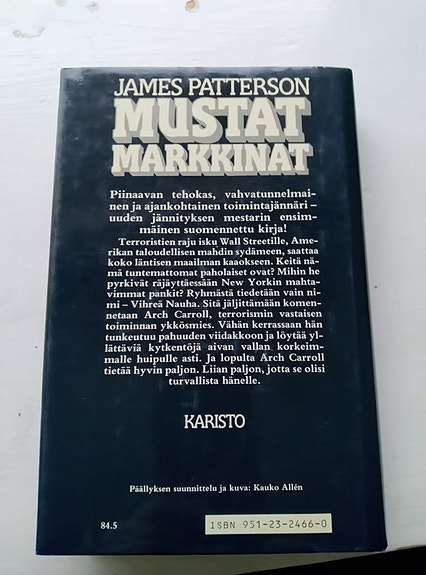 JAMES PATTERSON
MUSTAT
MARKKINAT
Piinaavan tehokas, vahvatunnelmai-
nen ja ajankohtainen toimintajännäri –
uuden jännityksen mestarin ensim-
mäinen suomennettu kirja!
Terroristien raju isku Wall Streetille, Ame-
rikan taloudellisen mahdin sydämeen, saattaa
koko läntisen maailman kaaokseen. Keitä nä-
mä tuntemattomat paholaiset ovat? Mihin he
pyrkivät räjäyttäessään New Yorkin mahta-
vimmat pankit? Ryhmästä tiedetään vain ni-
mi – Vihreä Nauha. Sitä jäljittämään komen-
netaan Arch Carroll, terrorismin vastaisen
toiminnan ykkösmies. Vähän kerrassaan hän
tunkeutuu pahuuden viidakkoon ja löytää yl-
lättäviä kytkentöjä aivan vallan korkeim-
malle huipulle asti. Ja lopulta Arch Carroll
tietää hyvin paljon. Liian paljon, jotta se olisi
turvallista hänelle.
KARISTO
Päällyksen suunnittelu ja kuva: Kauko Allén
84.5
ISBN 951-23-2466-0